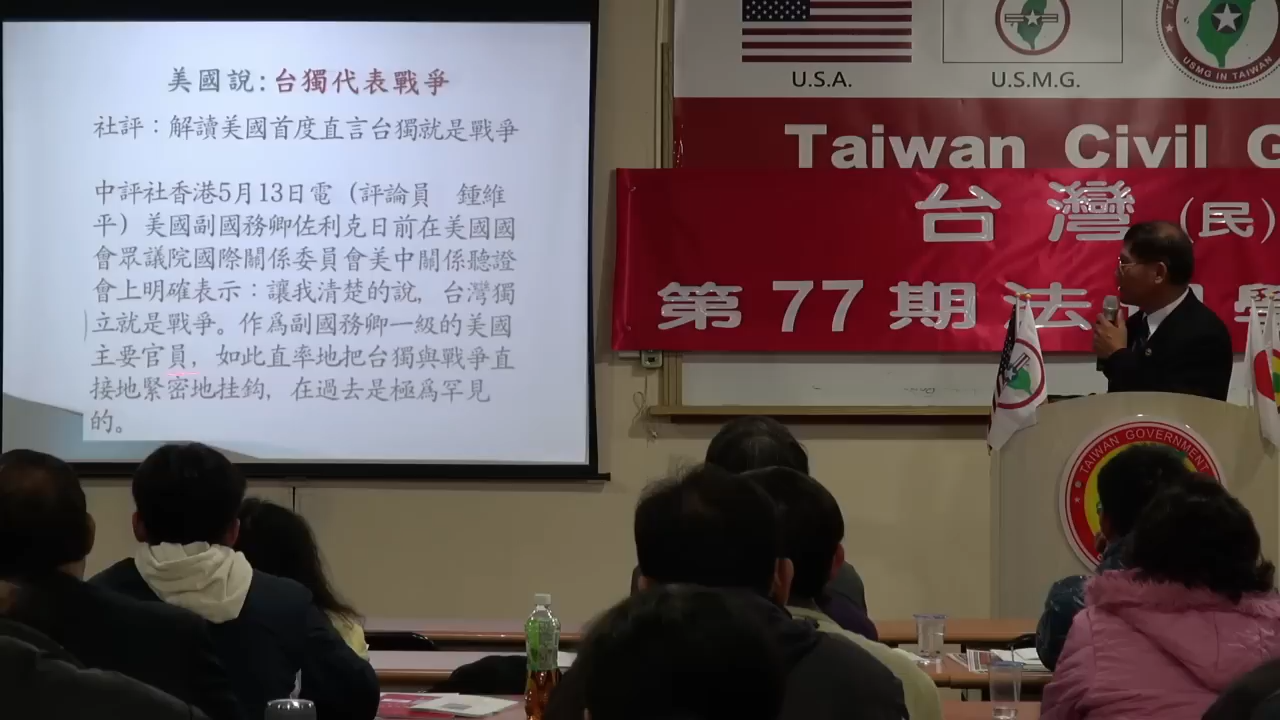 美國說:台獨代表戰爭
社評：解讀美國首度直言台獨就是戰爭
中評社香港5月13日電（評論員　鍾維
平）美國副國務卿佐利克日前在美國國
會眾議院國際關係委員會美中關係聽證
會上明確表示：讓我清楚的說，台灣獨
立就是戰爭。作爲副國務卿一級的美國
主要官員，如此直率地把台獨與戰爭直
接地緊密地挂鈎，在過去是極爲罕見
的。
U.S.A.
U.S.M.G.
USMG IN TAIWAN
Taiwan Civil G
台灣（民）
第77期法
TAIWAN GOVERNMENT